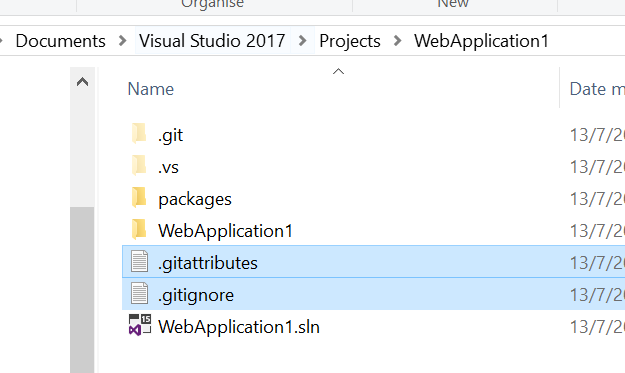 Organise New
Documents Visual Studio 2017 Projects WebApplication1
Name Date m
.git 13/7/20
.vs 13/7/20
packages 13/7/20
WebApplication1 13/7/20
.gitattributes 13/7/20
.gitignore 13/7/20
15 WebApplication1.sln 13/7/20